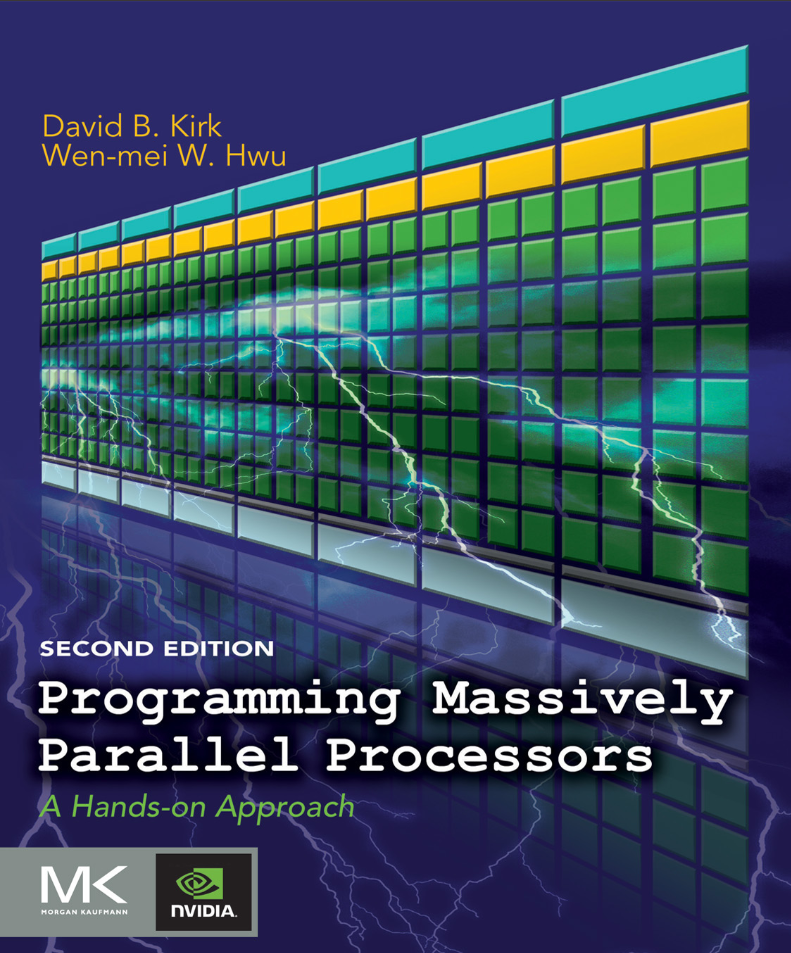 David B. Kirk
Wen-mei W. Hwu
SECOND EDITION
Programming Massively
Parallel Processors
A Hands-on Approach
MK
MORGAN KAUFMANN
NVIDIA.